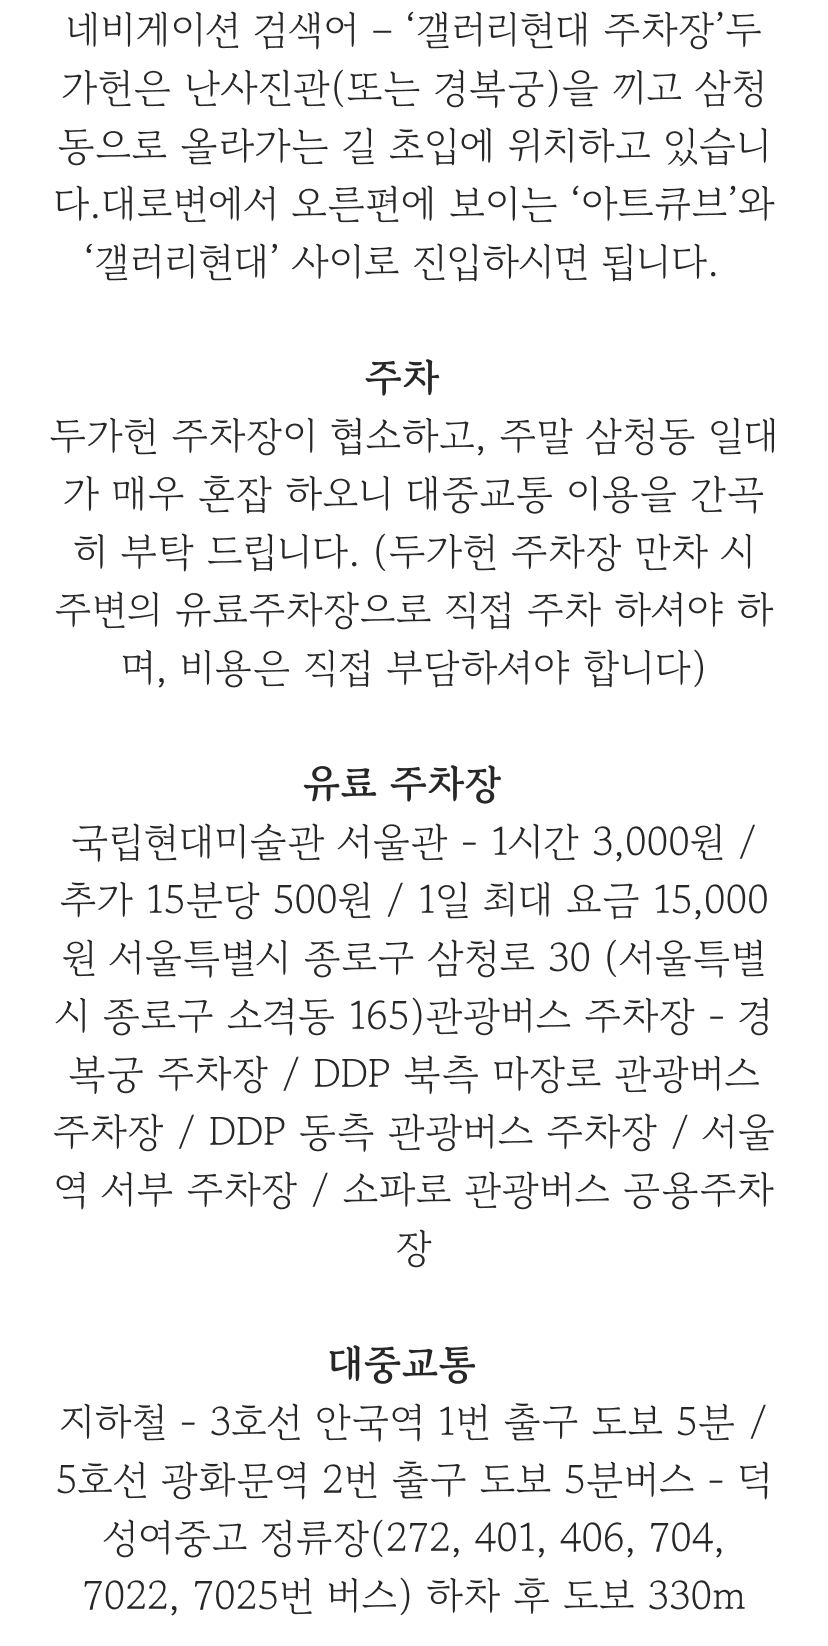 네비게이션 검색어 – ‘갤러리현대 주차장’두
가헌은 난사진관(또는 경복궁)을 끼고 삼청
동으로 올라가는 길 초입에 위치하고 있습니
다.대로변에서 오른편에 보이는 ‘아트큐브’와
‘갤러리현대’ 사이로 진입하시면 됩니다.
주차
두가헌 주차장이 협소하고, 주말 삼청동 일대
가 매우 혼잡 하오니 대중교통 이용을 간곡
히 부탁 드립니다. (두가헌 주차장 만차 시
주변의 유료주차장으로 직접 주차 하셔야 하
며, 비용은 직접 부담하셔야 합니다)
유료 주차장
국립현대미술관 서울관 - 1시간 3,000원 /
추가 15분당 500원 / 1일 최대 요금 15,000
원 서울특별시 종로구 삼청로 30 (서울특별
시 종로구 소격동 165)관광버스 주차장 - 경
복궁 주차장 / DDP 북측 마장로 관광버스
주차장 / DDP 동측 관광버스 주차장 / 서울
역 서부 주차장 / 소파로 관광버스 공용주차
장
대중교통
지하철 - 3호선 안국역 1번 출구 도보 5분 /
5호선 광화문역 2번 출구 도보 5분버스 - 덕
성여중고 정류장(272, 401, 406, 704,
7022, 7025번 버스) 하차 후 도보 330m